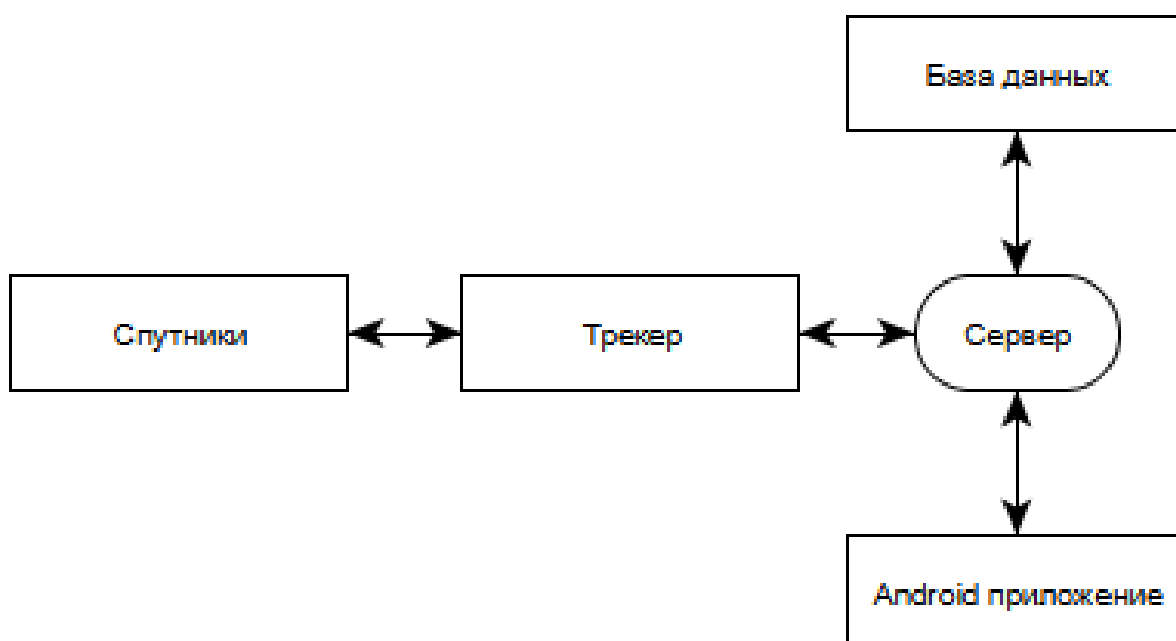 База данных
Спутники
Трекер
Сервер
Android приложение